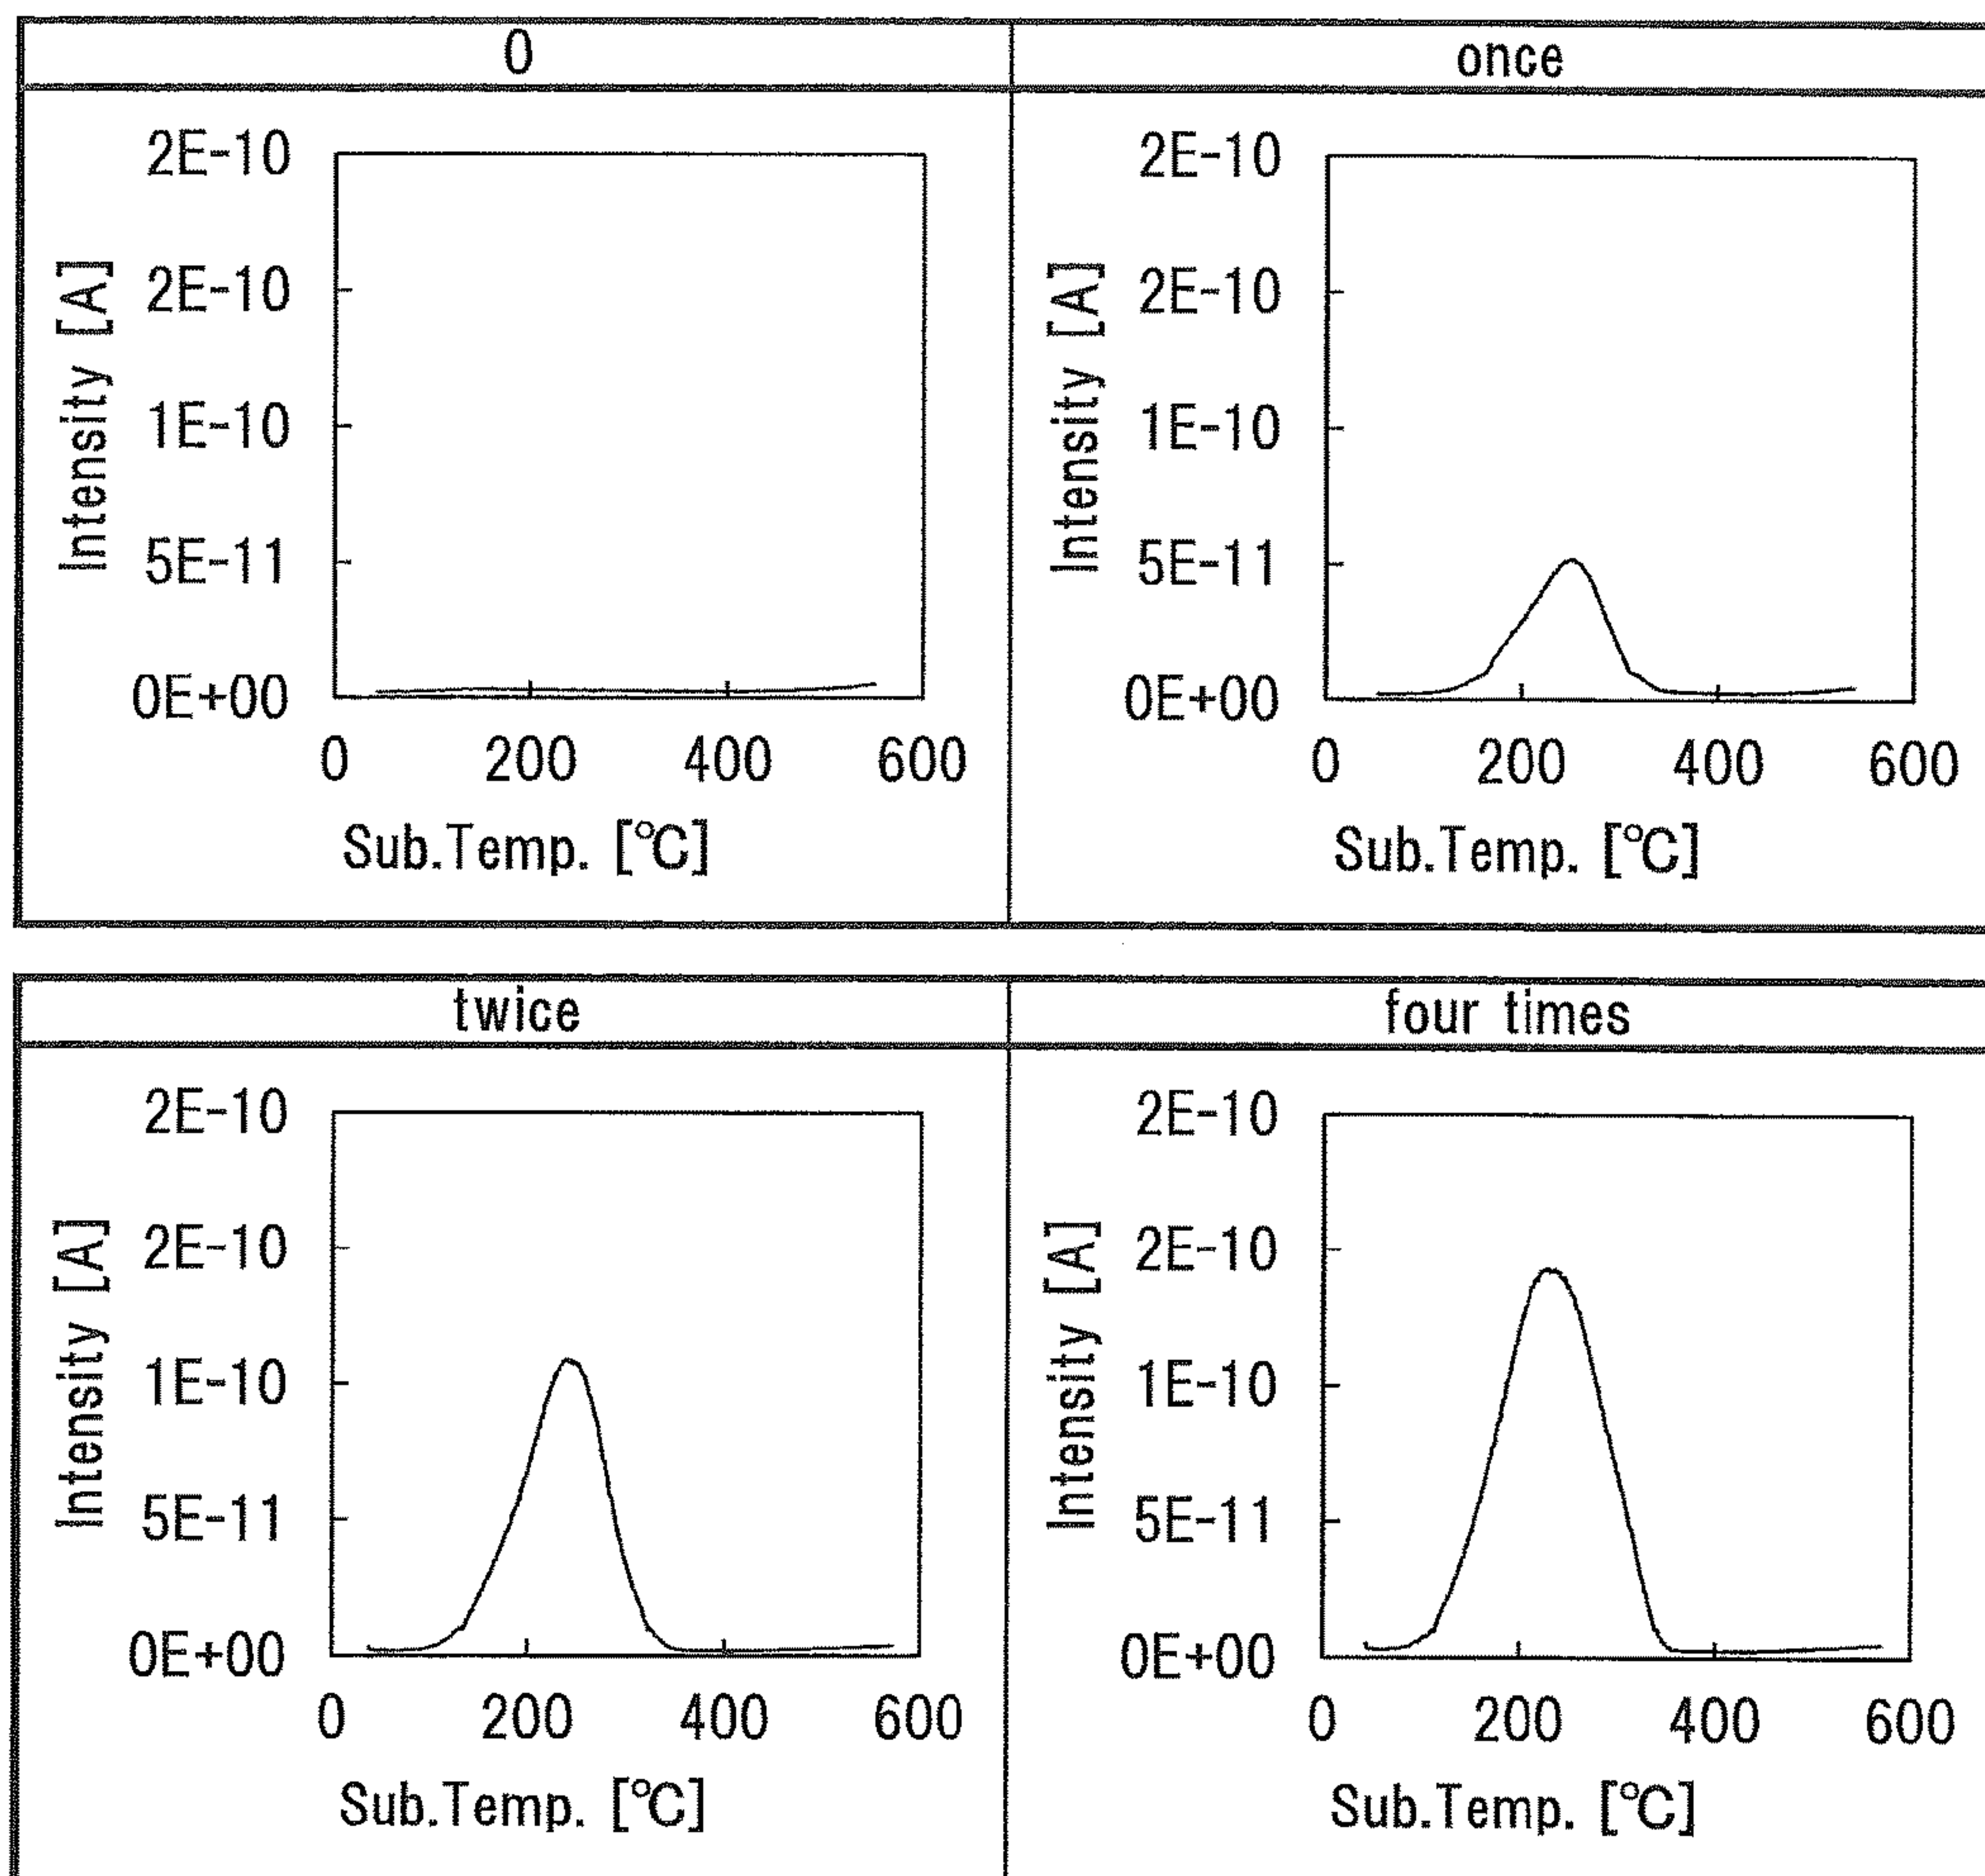 0
once
2E-10
2E-10
1E-10
5E-11
0E+00
Intensity [A]
0 200 400 600
Sub.Temp. [℃]
2E-10
2E-10
1E-10
5E-11
0E+00
Intensity [A]
0 200 400 600
Sub.Temp. [℃]
twice
four times
2E-10
2E-10
1E-10
5E-11
0E+00
Intensity [A]
0 200 400 600
Sub.Temp. [℃]
2E-10
2E-10
1E-10
5E-11
0E+00
Intensity [A]
0 200 400 600
Sub.Temp. [℃]